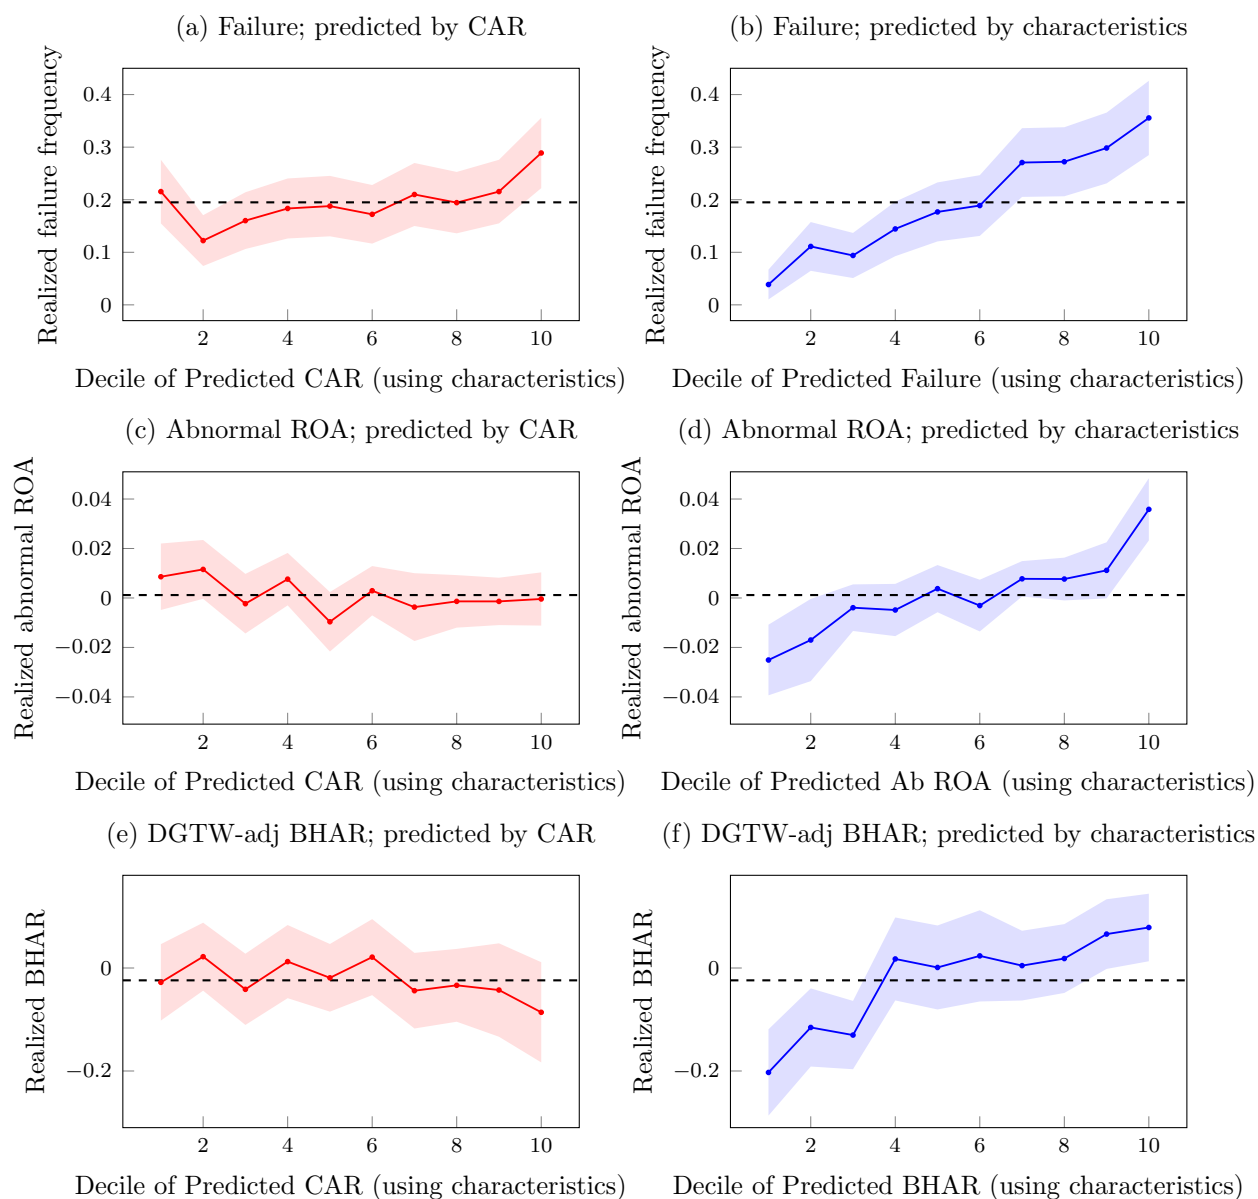 (a) Failure; predicted by CAR
Realized failure frequency
0.4
0.3
0.2
0.1
0
2 4 6 8 10
Decile of Predicted CAR (using characteristics)
(b) Failure; predicted by characteristics
Realized failure frequency
0.4
0.3
0.2
0.1
0
2 4 6 8 10
Decile of Predicted Failure (using characteristics)
(c) Abnormal ROA; predicted by CAR
Realized abnormal ROA
0.04
0.02
0
−0.02
−0.04
2 4 6 8 10
Decile of Predicted CAR (using characteristics)
(d) Abnormal ROA; predicted by characteristics
Realized abnormal ROA
0.04
0.02
0
−0.02
−0.04
2 4 6 8 10
Decile of Predicted Ab ROA (using characteristics)
(e) DGTW-adj BHAR; predicted by CAR
Realized BHAR
0
−0.2
2 4 6 8 10
Decile of Predicted CAR (using characteristics)
(f) DGTW-adj BHAR; predicted by characteristics
Realized BHAR
0
−0.2
2 4 6 8 10
Decile of Predicted BHAR (using characteristics)